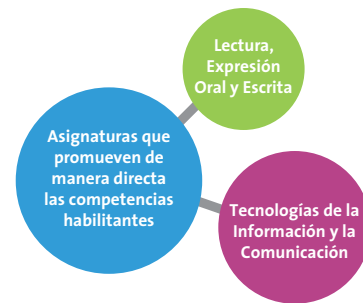 Lectura,
Expresión
Oral y Escrita
Asignaturas que
promueven de
manera directa
las competencias
habilitantes
Tecnologías de la
Información y la
Comunicación